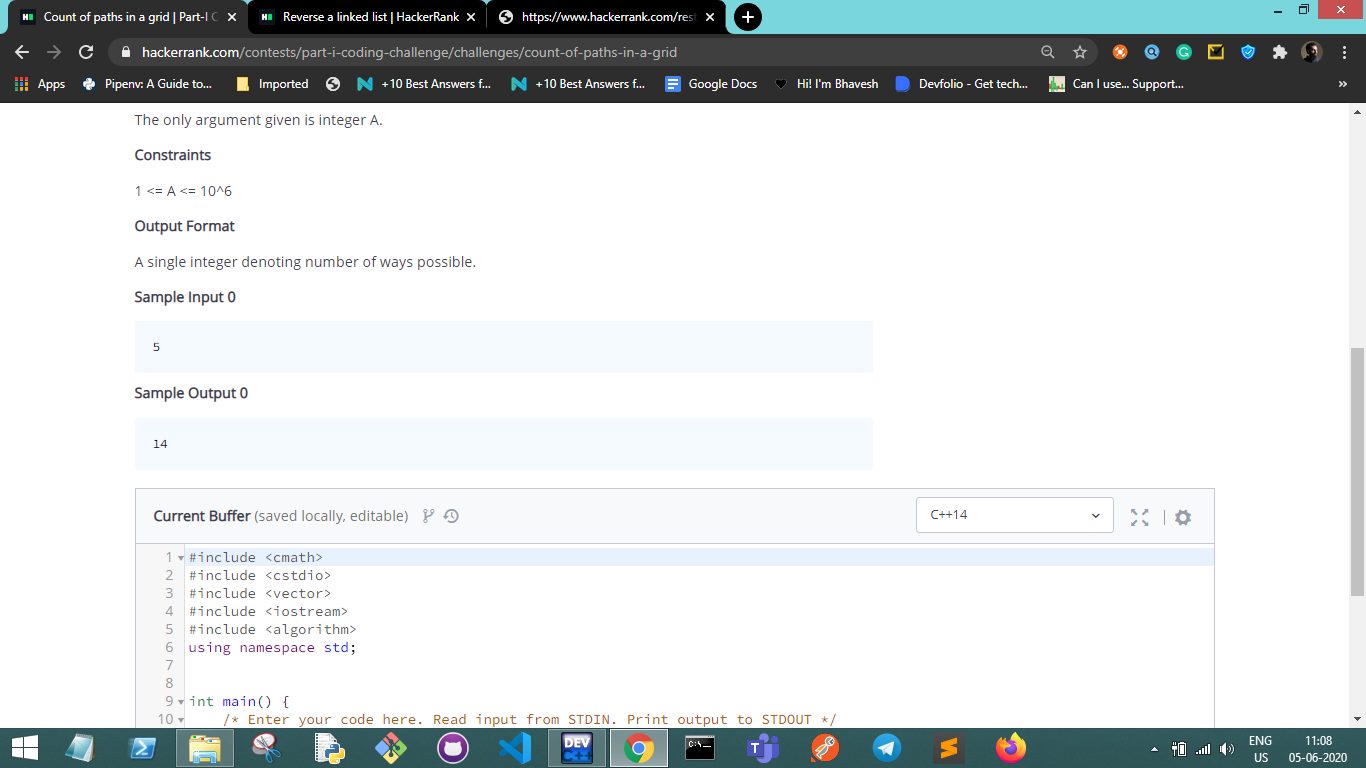 Count of paths in a grid | Part-I C
Reverse a linked list | HackerRank
https://www.hackerrank.com/rest
hackerrank.com/contests/part-i-coding-challenge/challenges/count-of-paths-in-a-grid
Apps
Pipenv: A Guide to...
Imported
+10 Best Answers f...
+10 Best Answers f...
Google Docs
Hi! I'm Bhavesh
Devfolio - Get tech...
Can I use... Support...
The only argument given is integer A.
Constraints
1 <= A <= 10^6
Output Format
A single integer denoting number of ways possible.
Sample Input 0
5
Sample Output 0
14
Current Buffer (saved locally, editable)
C++14
1 #include <cmath>
2 #include <cstdio>
3 #include <vector>
4 #include <iostream>
5 #include <algorithm>
6 using namespace std;
7
8
9 int main() {
10 /* Enter your code here. Read input from STDIN. Print output to STDOUT */
DEV
C++
C:\
ENG
US
11:08
05-06-2020